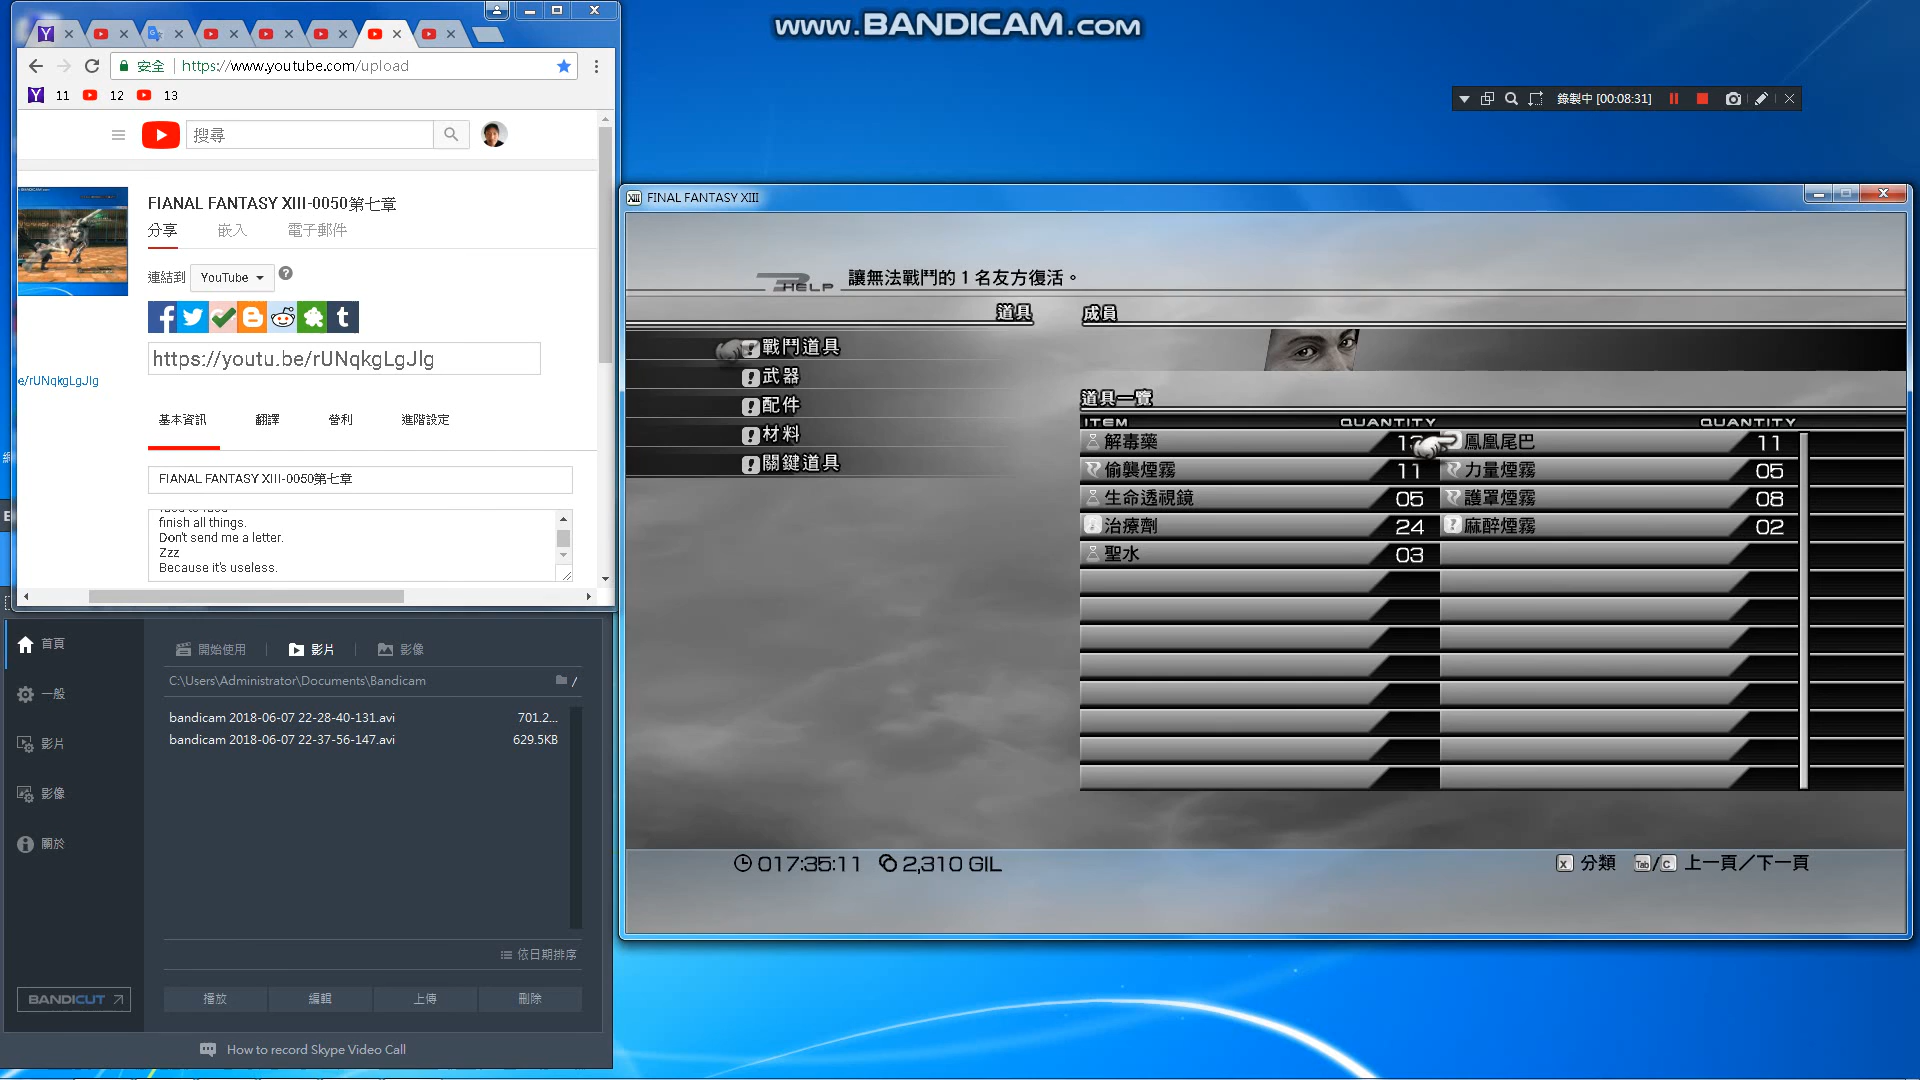 www.BANDICAM.com
安全 https://www.youtube.com/upload
11 12 13
搜尋
FIANAL FANTASY XIII-0050第七章
分享 嵌入 電子郵件
連結到 YouTube
https://youtu.be/rUNqkgLgJlg
e/rUNqkgLgJlg
基本資訊 翻譯 營利 進階設定
FIANAL FANTASY XIII-0050第七章
finish all things.
Don't send me a letter.
Zzz
Because it's useless.
首頁
一般
影片
影像
關於
BANDICUT
開始使用 影片 影像
C:\Users\Administrator\Documents\Bandicam
bandicam 2018-06-07 22-28-40-131.avi 701.2...
bandicam 2018-06-07 22-37-56-147.avi 629.5KB
依日期排序
播放 編輯 上傳 刪除
How to record Skype Video Call
錄製中 [00:08:31]
XIII FINAL FANTASY XIII
HELP 讓無法戰鬥的1名友方復活。
道具 成員
戰鬥道具
武器
配件
材料
關鍵道具
道具一覽
ITEM QUANTITY QUANTITY
解毒藥 鳳凰尾巴 11
偷襲煙霧 11 力量煙霧 05
生命透視鏡 05 護罩煙霧 08
治療劑 24 麻醉煙霧 02
聖水 03
017:35:11 2,310 GIL
X 分類 Tab/C 上一頁/下一頁